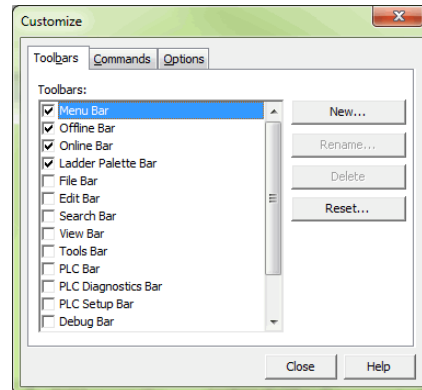 Customize
Toolbars Commands Options
Toolbars:
Menu Bar
Offline Bar
Online Bar
Ladder Palette Bar
File Bar
Edit Bar
Search Bar
View Bar
Tools Bar
PLC Bar
PLC Diagnostics Bar
PLC Setup Bar
Debug Bar
New...
Rename...
Delete
Reset...
Close Help